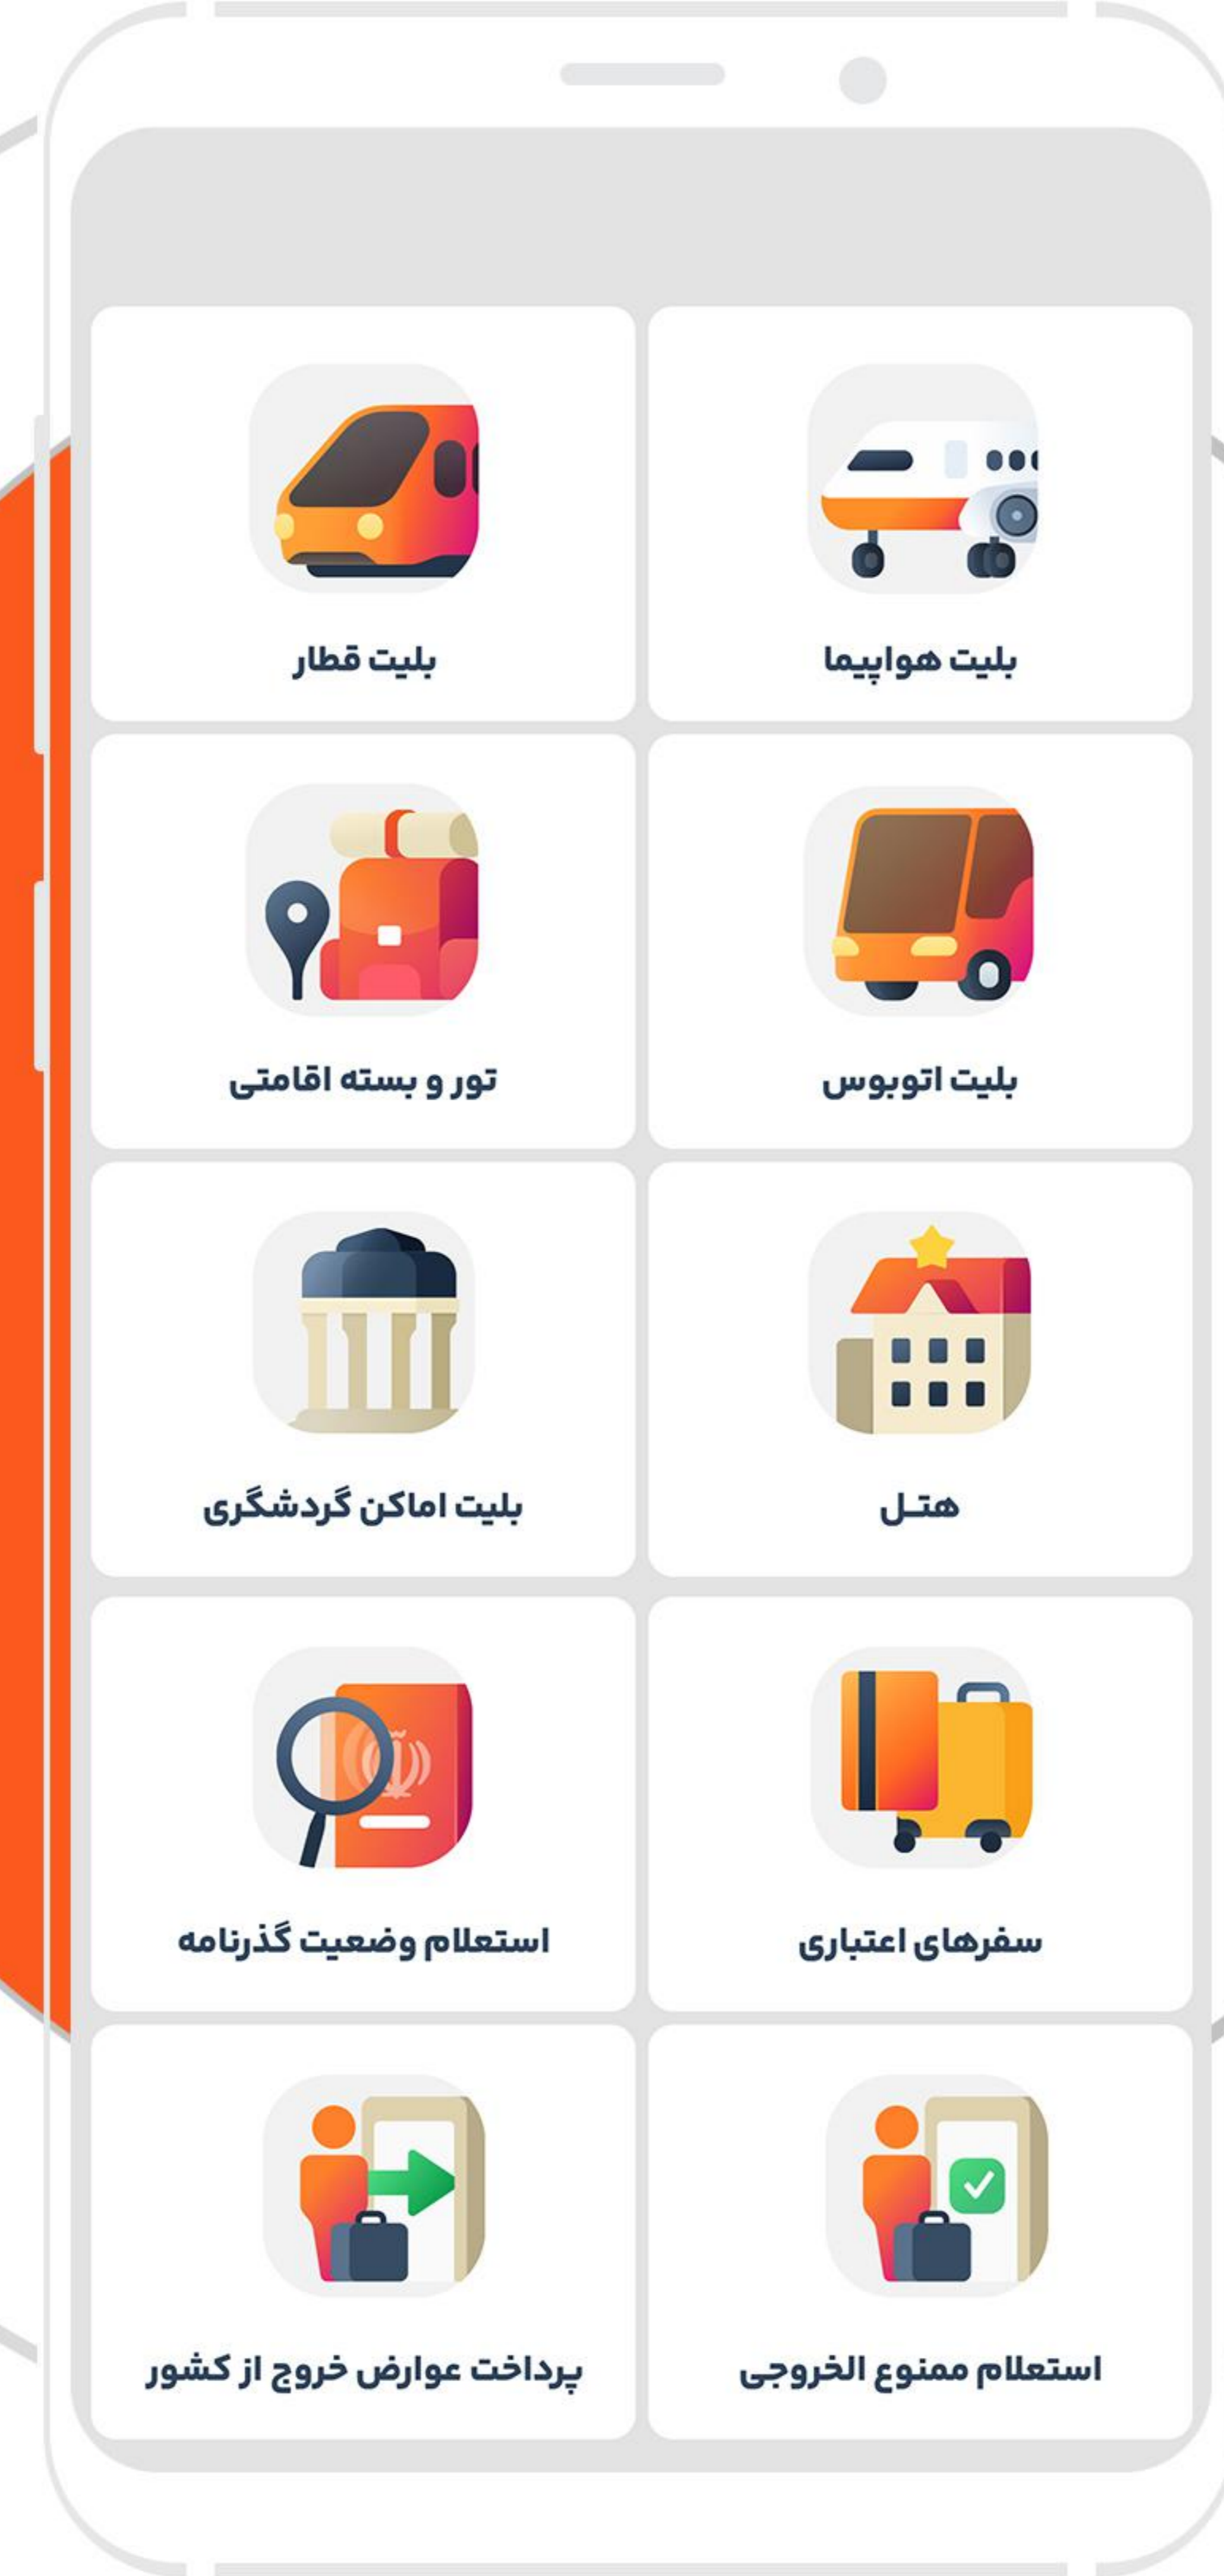 بلیت هواپیما
بلیت قطار
بلیت اتوبوس
تور و بسته اقامتی
هتـل
بلیت اماکن گردشگری
سفرهای اعتباری
استعلام وضعیت گذرنامه
استعلام ممنوع الخروجی
پرداخت عوارض خروج از کشور